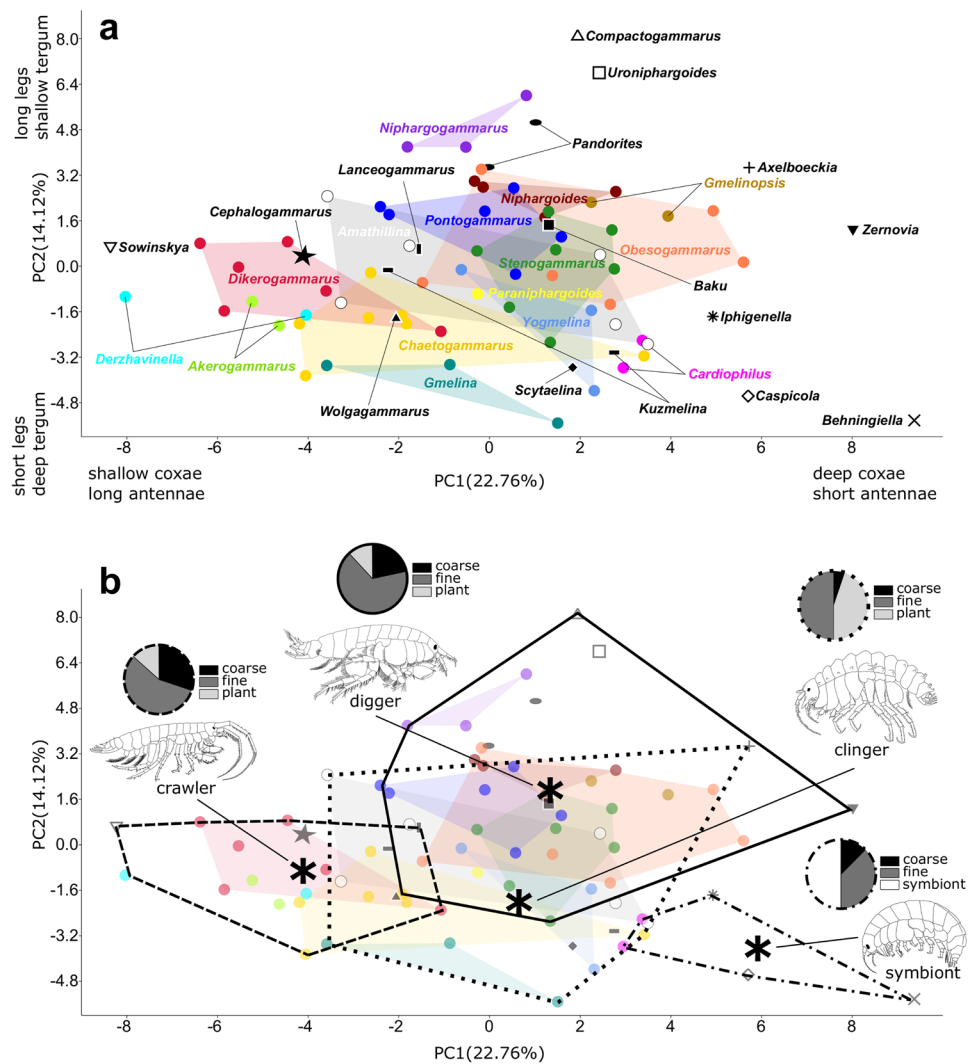 a
long legs
shallow tergum
PC2(14.12%)
short legs
deep tergum
8.0
6.4
4.8
3.2
1.6
0.0
-1.6
-3.2
-4.8
Compactogammarus
Uroniphargoides
Niphargogammarus
Pandorites
Lanceogammarus
Axelboeckia
Gmelinopsis
Niphargoides
Cephalogammarus
Pontogammarus
Amathillina
Zernovia
Sowinskya
Obesogammarus
Stenogammarus
Dikerogammarus
Baku
Paraniphargoides
Iphigenella
Yogmelina
Chaetogammarus
Derzhavinella
Akerogammarus
Cardiophilus
Gmelina
Scytaelina
Caspicola
Wolgagammarus
Kuzmelina
Behningiella
-8
-6
-4
-2
0
2
4
6
8
shallow coxae
long antennae
PC1(22.76%)
deep coxae
short antennae
b
coarse
fine
plant
coarse
fine
plant
coarse
fine
plant
digger
clinger
crawler
coarse
fine
symbiont
symbiont
PC2(14.12%)
8.0
6.4
4.8
3.2
1.6
0.0
-1.6
-3.2
-4.8
-8
-6
-4
-2
0
2
4
6
8
PC1(22.76%)